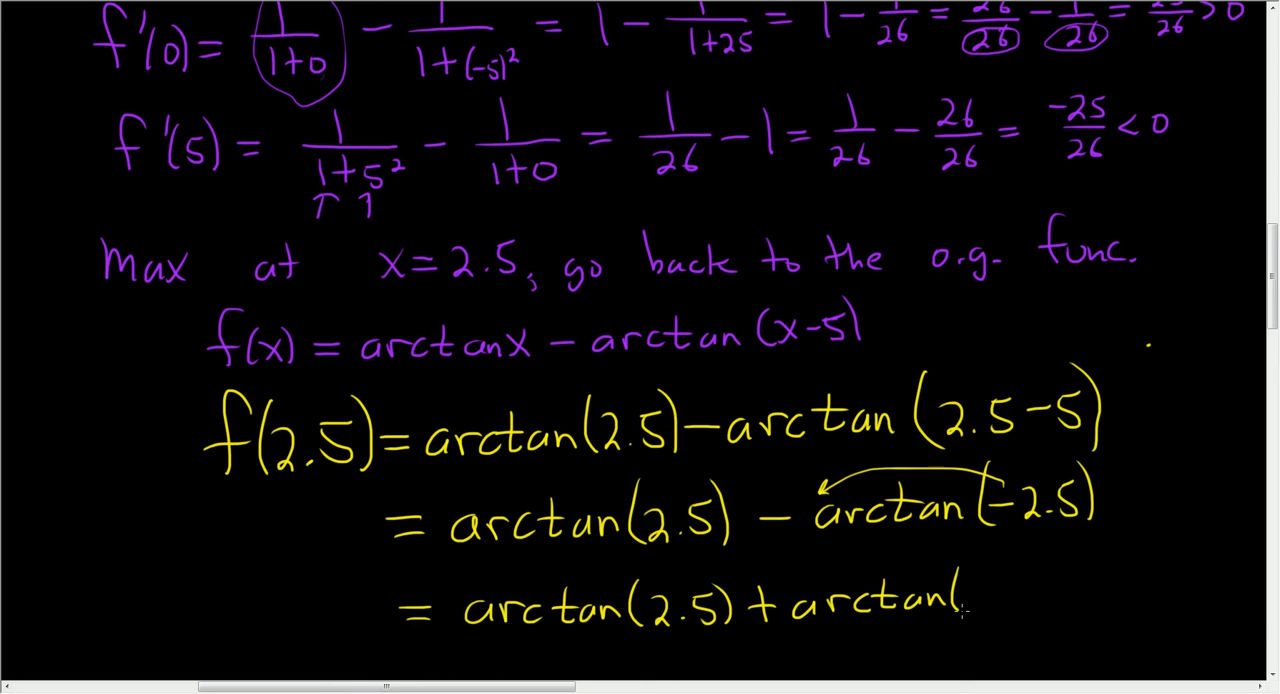 f'(0) = 1/(1+0) - 1/(1+(-5)²) = 1 - 1/(1+25) = 1 - 1/26 = 26/26 - 1/26 = 25/26 > 0
f'(5) = 1/(1+5²) - 1/(1+0) = 1/26 - 1 = 1/26 - 26/26 = -25/26 < 0
↑ ↑
Max at x = 2.5, go back to the org. func.
f(x) = arctanx - arctan(x-5)
f(2.5) = arctan(2.5) - arctan(2.5-5)
= arctan(2.5) - arctan(-2.5)
= arctan(2.5) + arctan(